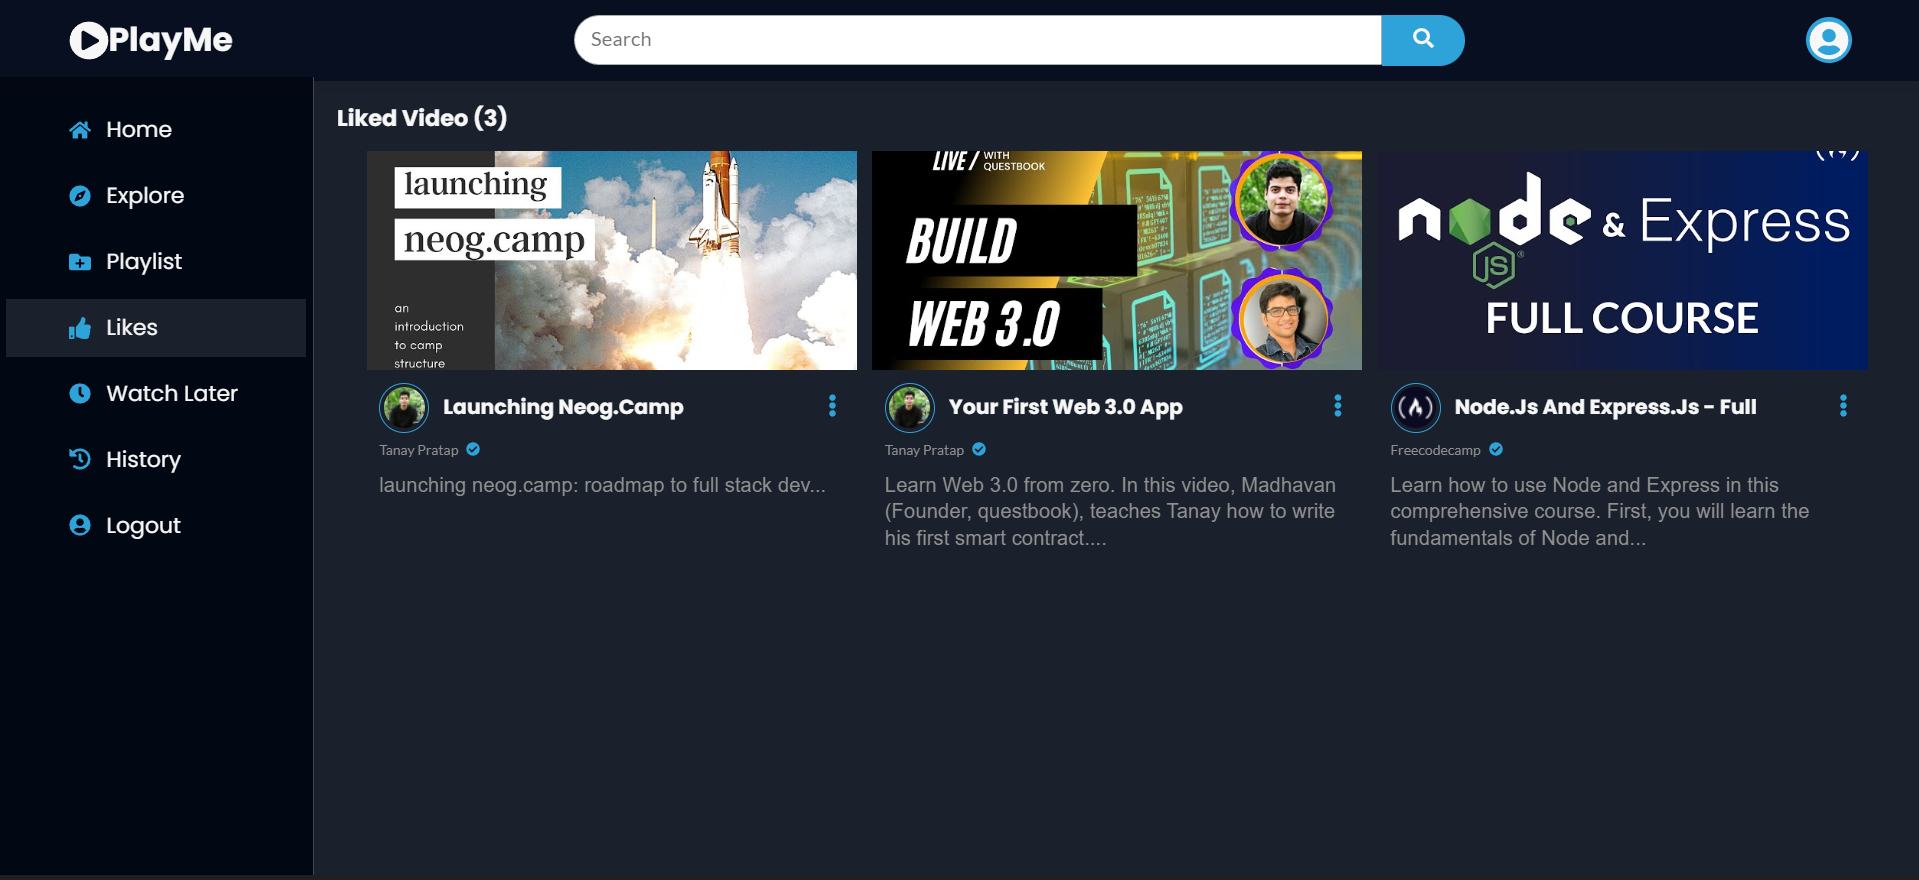 PlayMe
Search
Home
Explore
Playlist
Likes
Watch Later
History
Logout
Liked Video (3)
launching
neog.camp
an
introduction
to camp
structure
Launching Neog.Camp
Tanay Pratap
launching neog.camp: roadmap to full stack dev...
LIVE / WITH
QUESTBOOK
BUILD
WEB 3.0
Your First Web 3.0 App
Tanay Pratap
Learn Web 3.0 from zero. In this video, Madhavan
(Founder, questbook), teaches Tanay how to write
his first smart contract....
node & Express
JS
FULL COURSE
Node.Js And Express.Js - Full
Freecodecamp
Learn how to use Node and Express in this
comprehensive course. First, you will learn the
fundamentals of Node and...